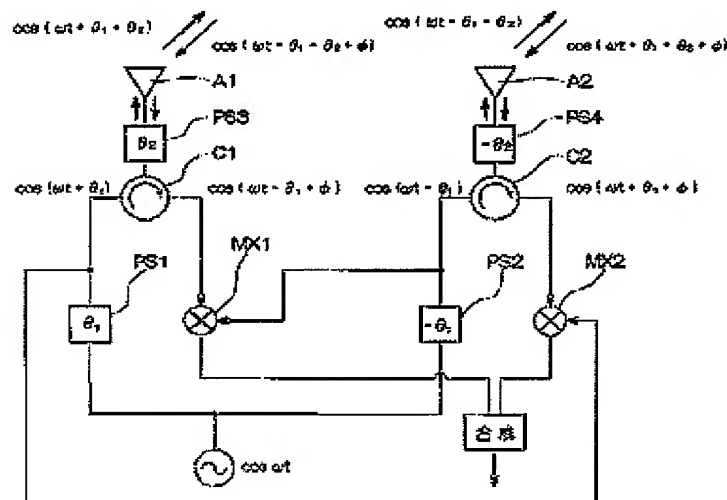 cos(ωt + θ₁ + θ₂)
cos(ωt - θ₁ - θ₂ + φ)
cos(ωt - θ₁ - θ₂)
cos(ωt + θ₁ + θ₂ + φ)
A1
A2
PS3
PS4
θ₂
-θ₂
C1
C2
cos(ωt + θ₁)
cos(ωt - θ₁ + φ)
cos(ωt - θ₁)
cos(ωt + θ₁ + φ)
PS1
MX1
PS2
MX2
θ₁
-θ₁
合成
cos ωt